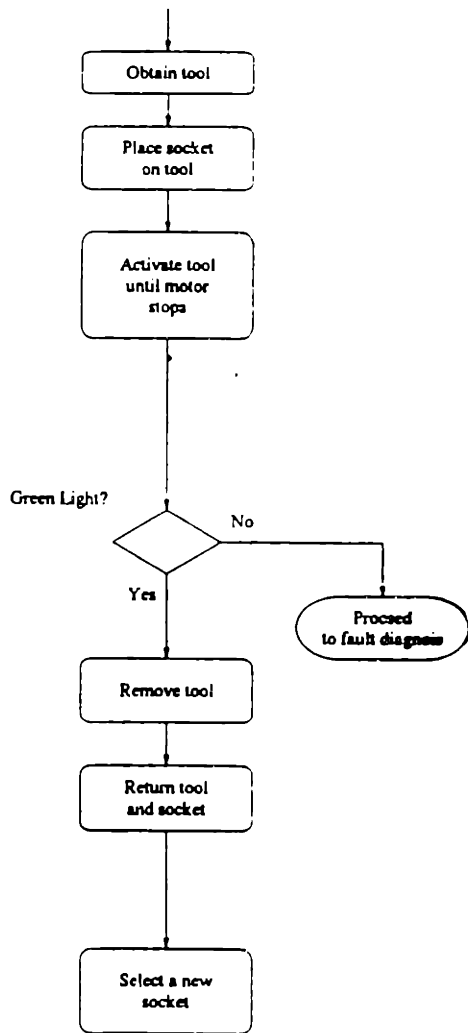 Obtain tool
Place socket
on tool
Activate tool
until motor
stops
Green Light?
No
Yes
Proceed
to fault diagnosis
Remove tool
Return tool
and socket
Select a new
socket